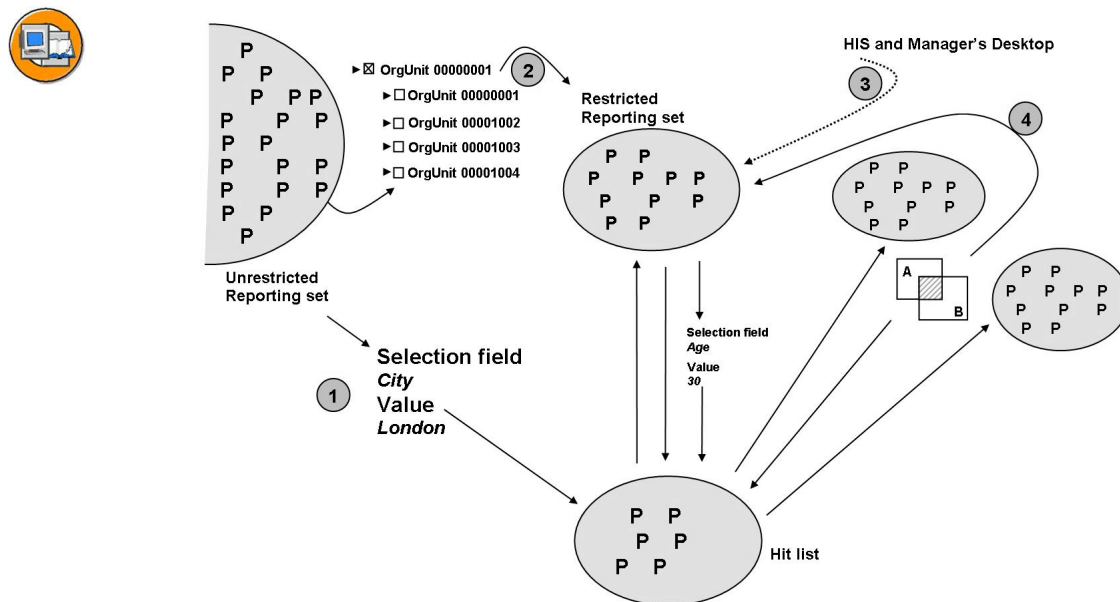 P
P P
P P P
P P P
P P
P P P
P P P
P P
P
Unrestricted
Reporting set
OrgUnit 00000001
OrgUnit 00000001
OrgUnit 00001002
OrgUnit 00001003
OrgUnit 00001004
2
Restricted
Reporting set
P P
P P P P
P P P
P P
HIS and Manager's Desktop
3
4
P P
P P P P
P P P
P P
A
B
P P
P P P P
P P P
P P
1
Selection field
City
Value
London
Selection field
Age
Value
30
P P
P P
P P
Hit list